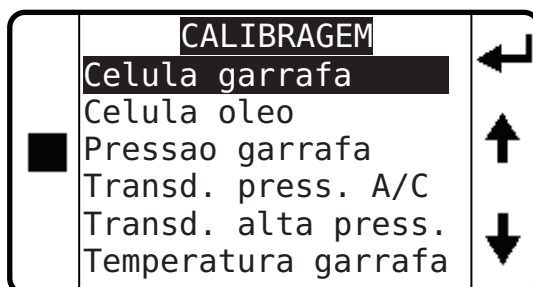 CALIBRAGEM
Celula garrafa
Celula oleo
Pressao garrafa
Transd. press. A/C
Transd. alta press.
Temperatura garrafa